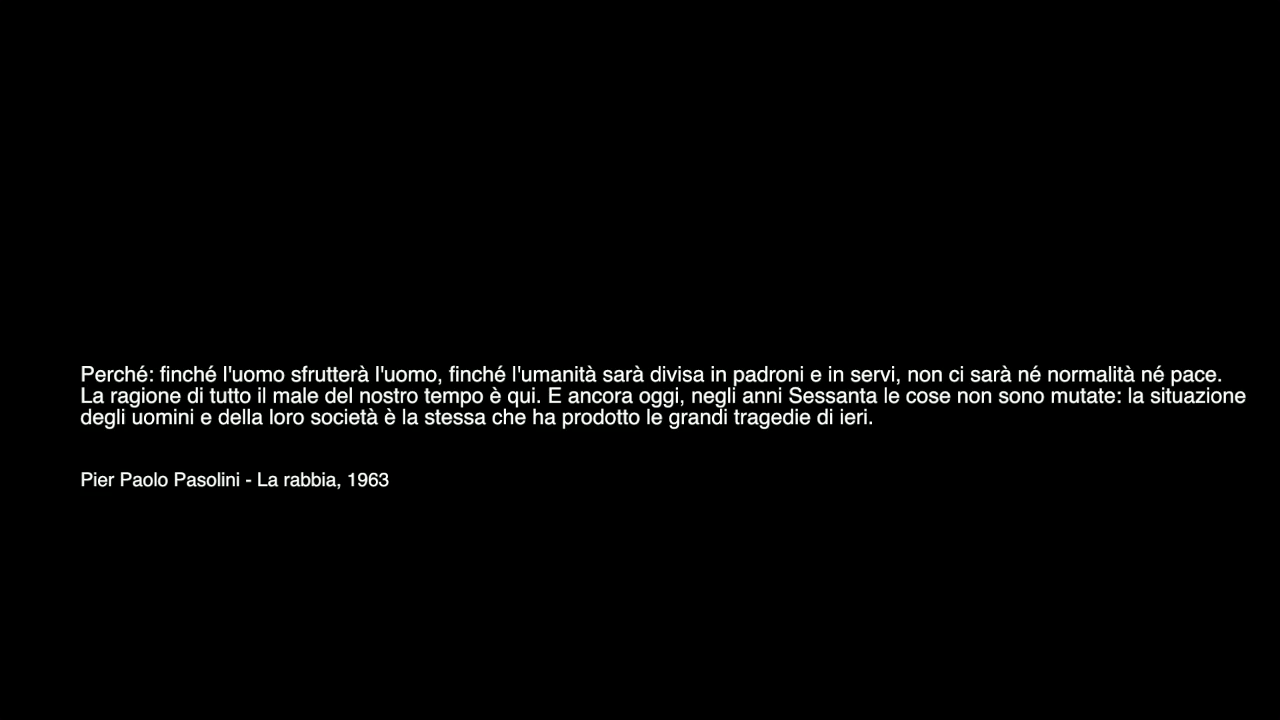 Perché: finché l'uomo sfrutterà l'uomo, finché l'umanità sarà divisa in padroni e in servi, non ci sarà né normalità né pace.
La ragione di tutto il male del nostro tempo è qui. E ancora oggi, negli anni Sessanta le cose non sono mutate: la situazione
degli uomini e della loro società è la stessa che ha prodotto le grandi tragedie di ieri.
Pier Paolo Pasolini - La rabbia, 1963